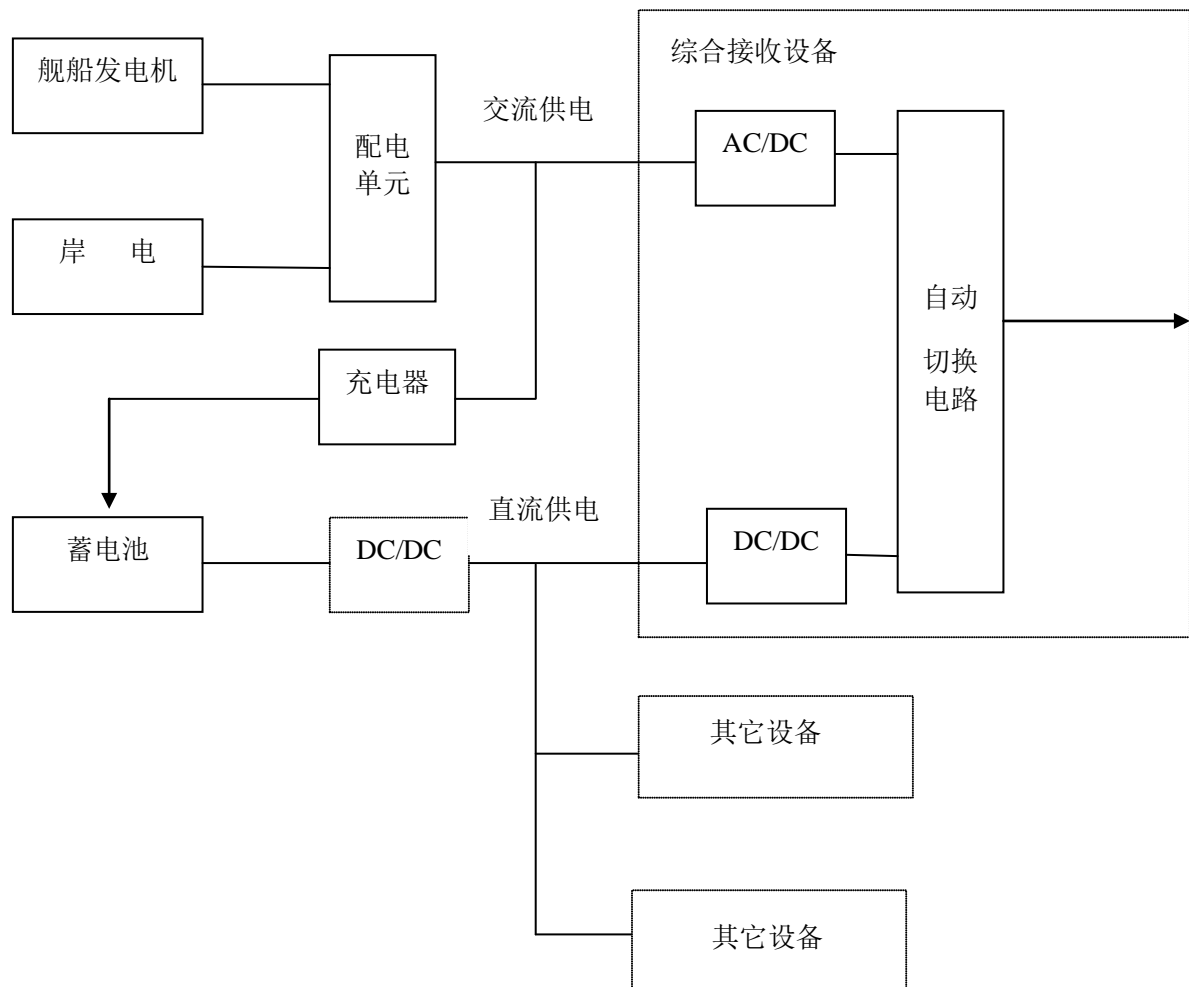 综合接收设备
舰船发电机
交流供电
配电
单元
AC/DC
岸 电
自动
切换
电路
充电器
直流供电
蓄电池
DC/DC
DC/DC
其它设备
其它设备